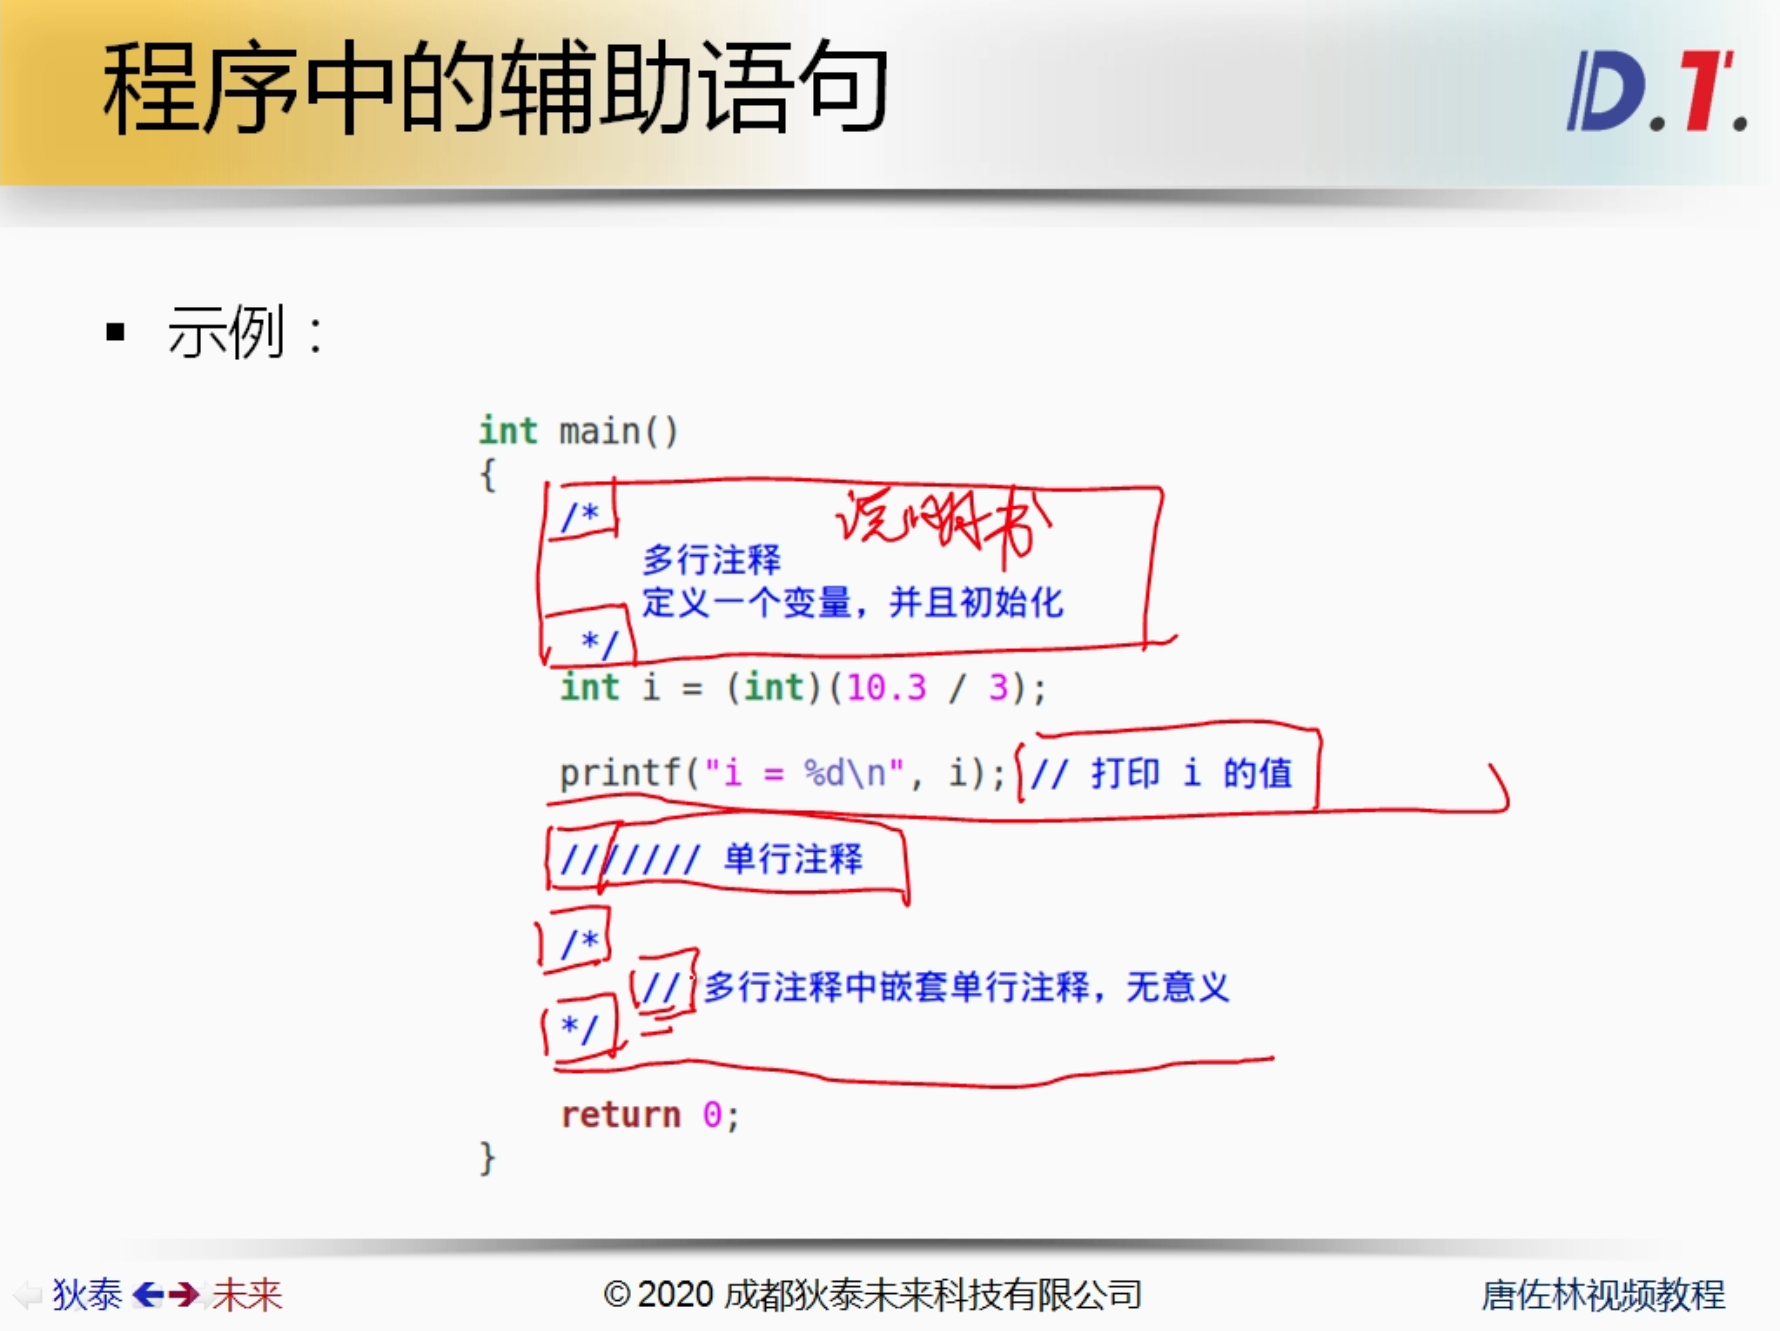 程序中的辅助语句
D.T.
▪ 示例：
int main()
{
/*
说明书
多行注释
定义一个变量，并且初始化
*/
int i = (int)(10.3 / 3);
printf("i = %d\n", i); // 打印 i 的值
/////// 单行注释
/*
// 多行注释中嵌套单行注释，无意义
*/
return 0;
}
狄泰 未来
© 2020 成都狄泰未来科技有限公司
唐佐林视频教程